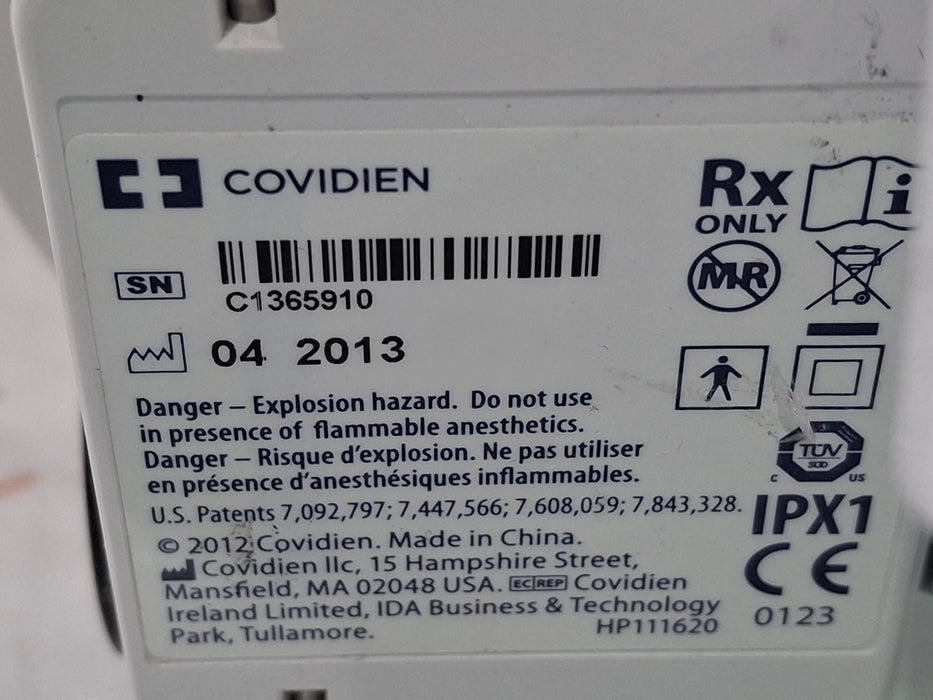 COVIDIEN
Rx
ONLY
i
SN
C1365910
MR
04 2013
Danger – Explosion hazard. Do not use
in presence of flammable anesthetics.
Danger – Risque d'explosion. Ne pas utiliser
en présence d'anesthésiques inflammables.
TÜV
SÜD
C US
U.S. Patents 7,092,797; 7,447,566; 7,608,059; 7,843,328.
IPX1
© 2012 Covidien. Made in China.
Covidien llc, 15 Hampshire Street,
Mansfield, MA 02048 USA. EC REP Covidien
Ireland Limited, IDA Business & Technology
Park, Tullamore.
HP111620
CE
0123